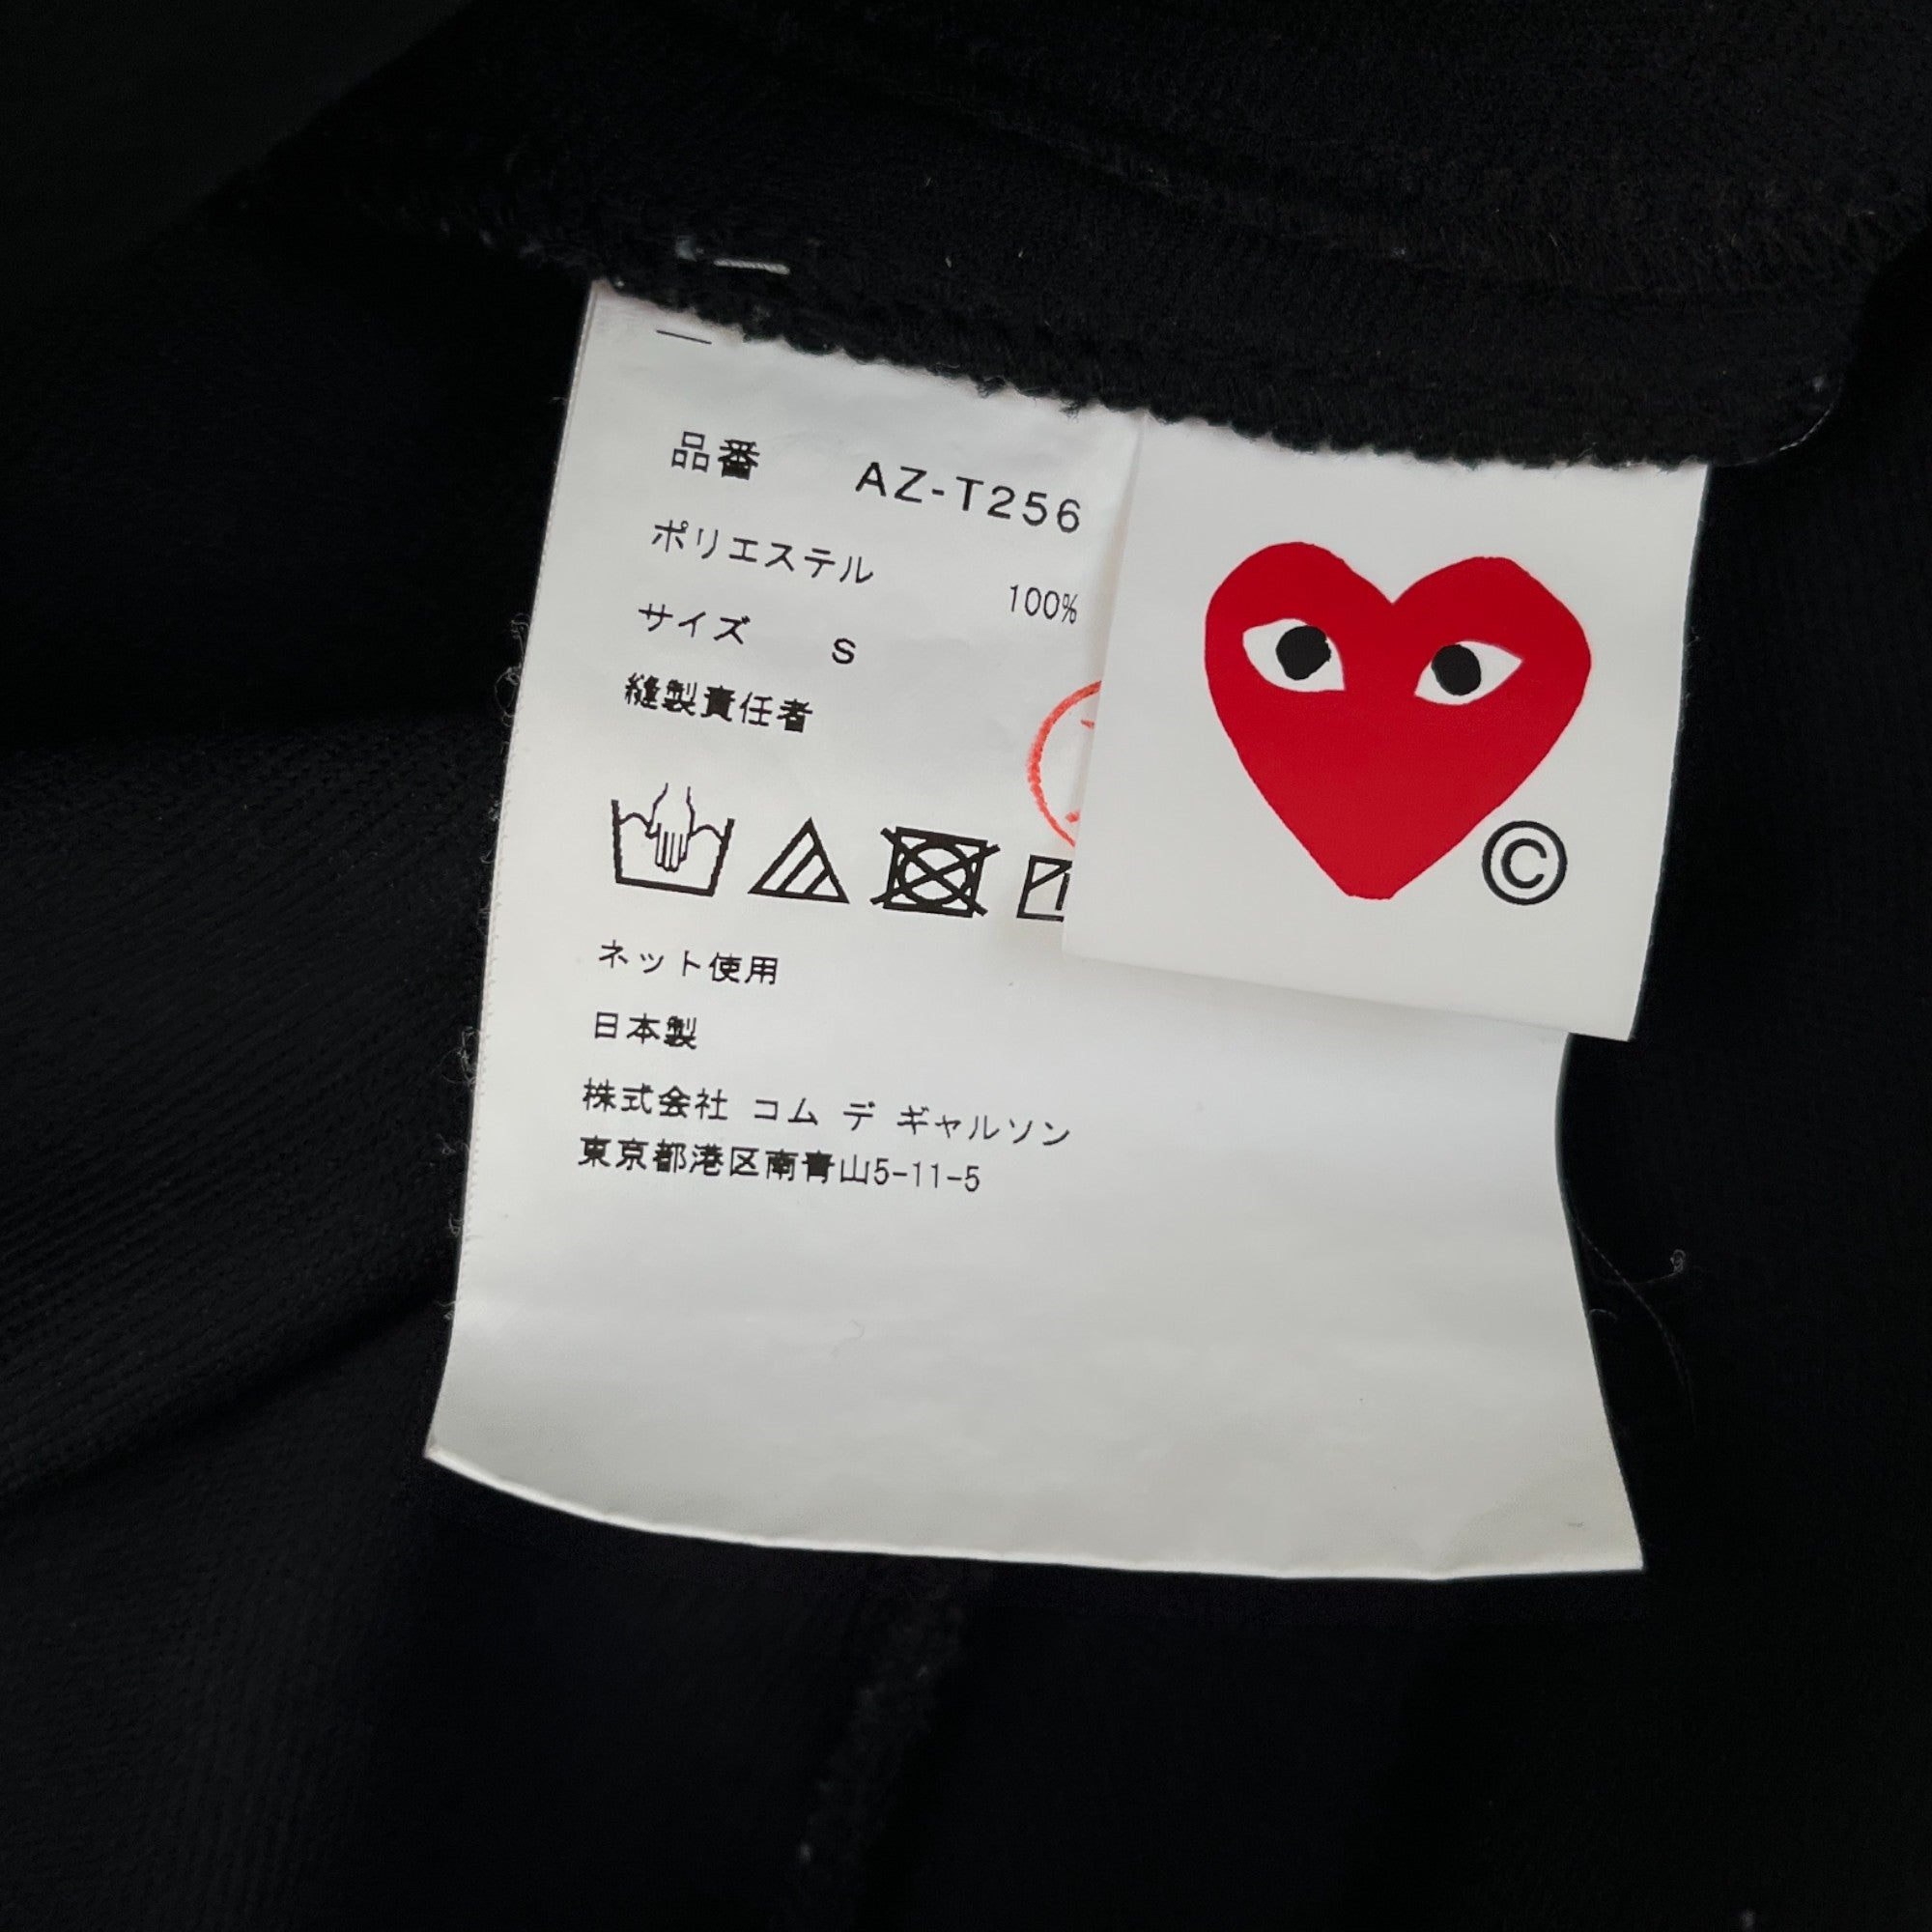 品番 AZ-T256
ポリエステル 100%
サイズ S
縫製責任者
ネット使用
日本製
株式会社 コム デ ギャルソン
東京都港区南青山5-11-5
©